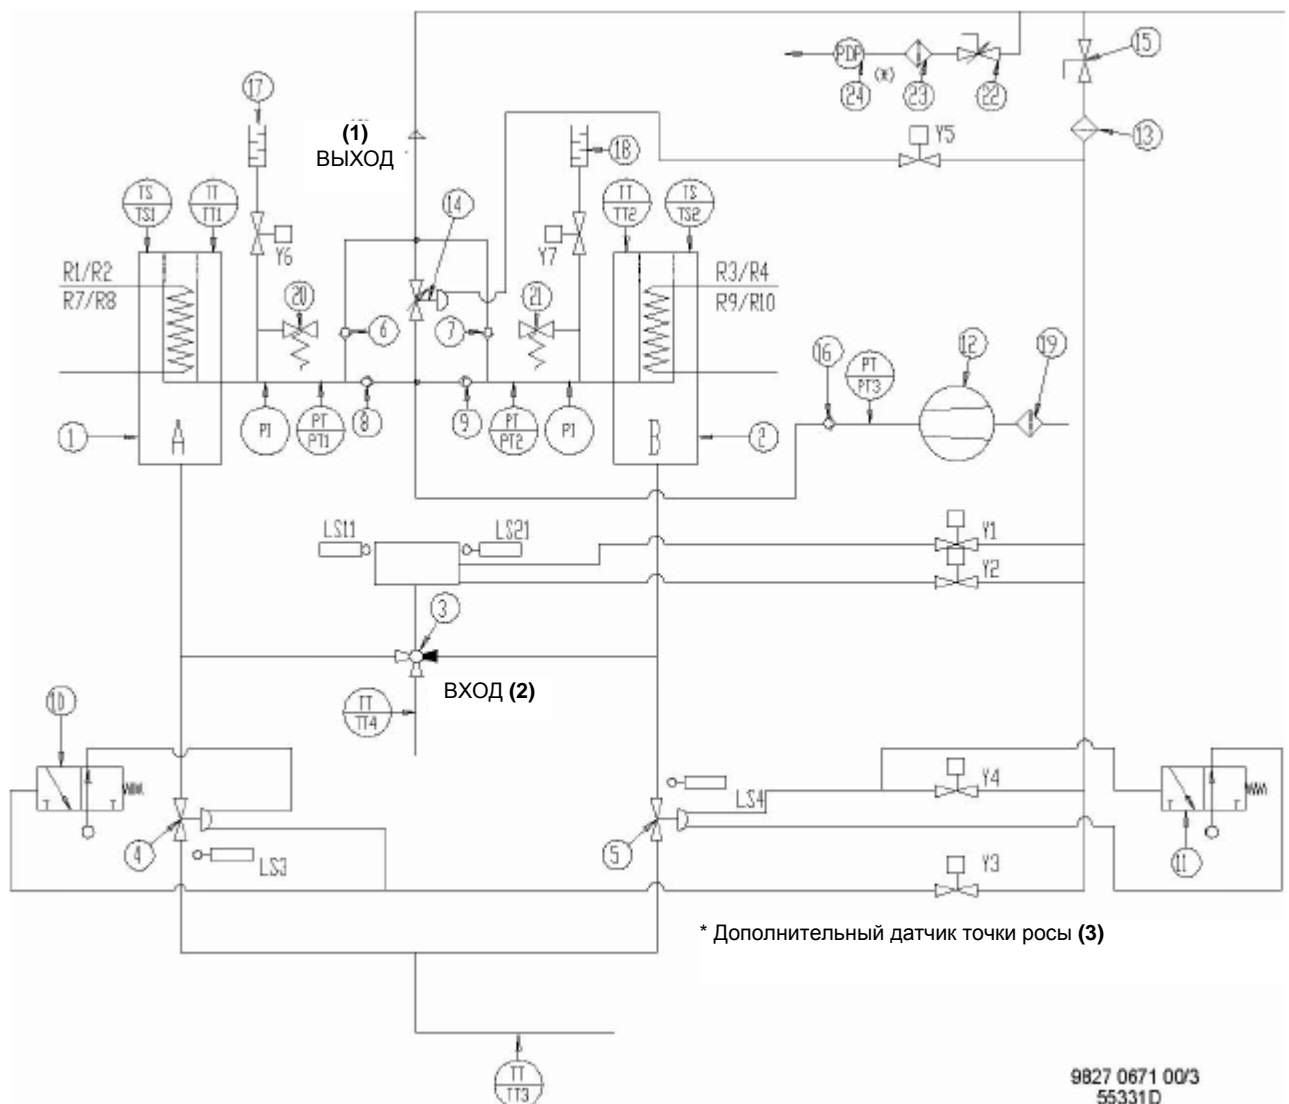 15
PDP
(*)
24
23
22
17
(1)
ВЫХОД
18
Y5
13
TS
TS1
TT
TT1
14
TT
TT2
TS
TS2
Y6
Y7
R1/R2
R7/R8
R3/R4
R9/R10
20
21
6
7
16
PT
PT3
12
19
1
A
PI
PT
PT1
8
9
PT
PT2
PI
B
2
LS11
LS21
Y1
Y2
3
ВХОД (2)
TT
TT4
10
T
T
LS4
Y4
T
T
4
5
LS3
Y3
11
* Дополнительный датчик точки росы (3)
TT
TT3
9827 0671 00/3
55331D